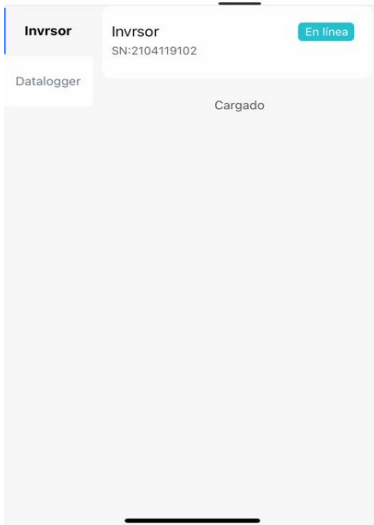 Invrsor
Datalogger
Invrsor
En línea
SN:2104119102
Cargado